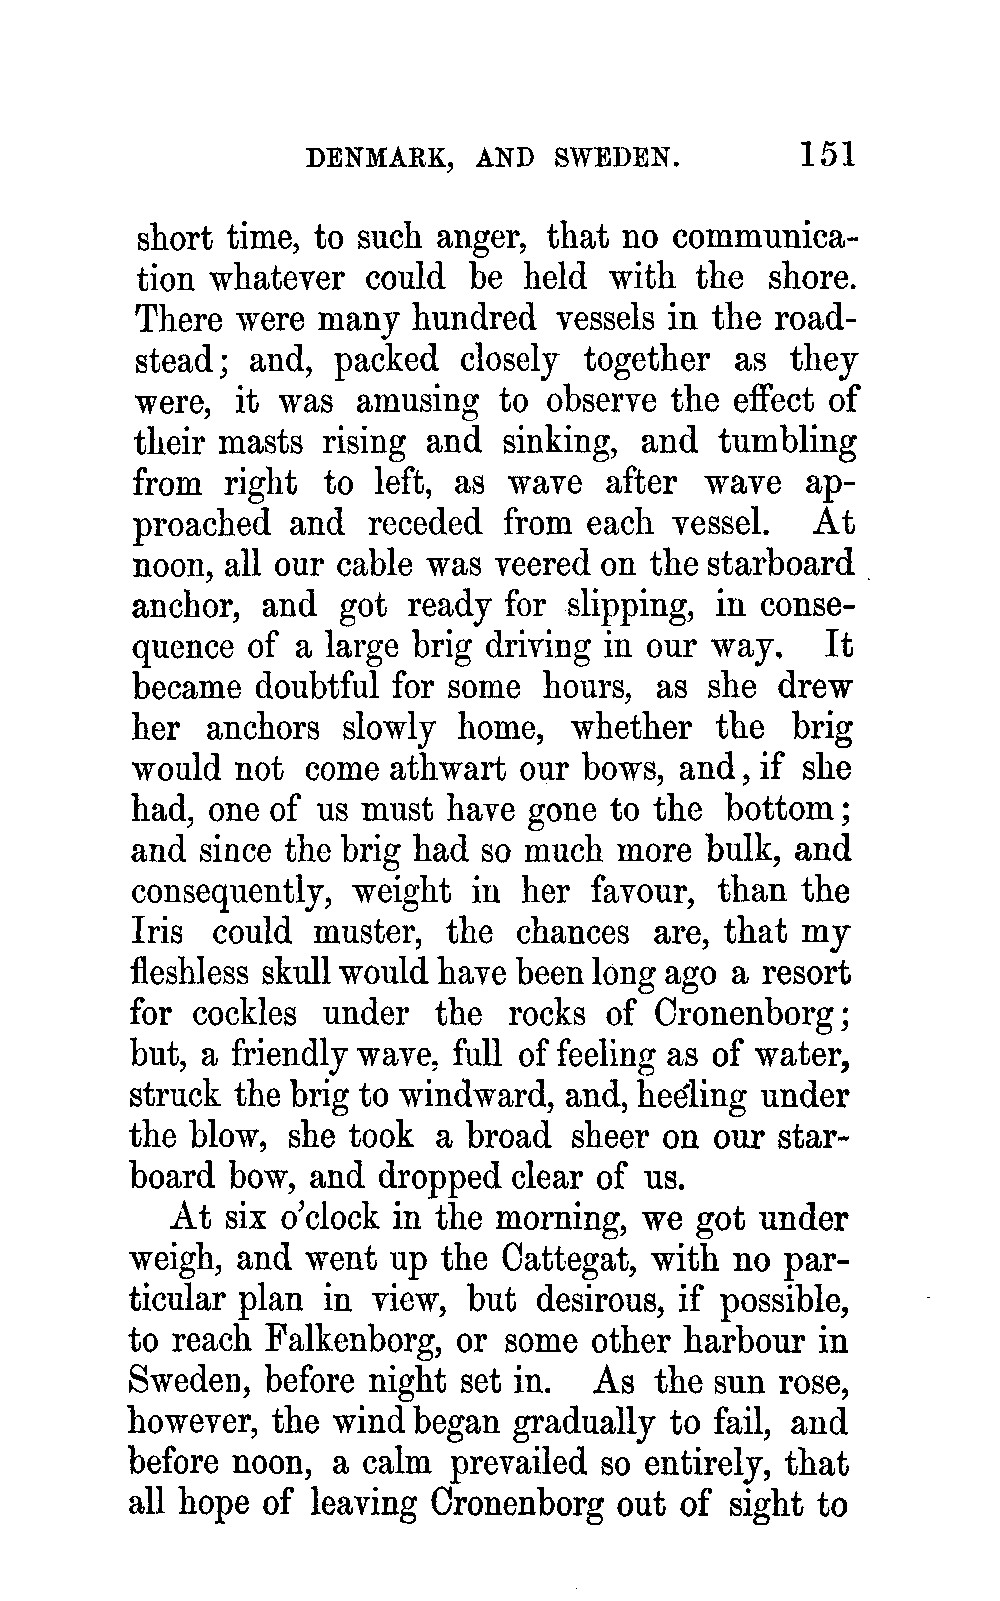 DENMARK, AND SWEDEN. 151
short time, to such anger, that no communica-
tion whatever could be held with the shore.
There were many hundred vessels in the road-
stead; and, packed closely together as they
were, it was amusing to observe the effect of
their masts rising and sinking, and tumbling
from right to left, as wave after wave ap-
proached and receded from each vessel. At
noon, all our cable was veered on the starboard
anchor, and got ready for slipping, in conse-
quence of a large brig driving in our way. It
became doubtful for some hours, as she drew
her anchors slowly home, whether the brig
would not come athwart our bows, and, if she
had, one of us must have gone to the bottom;
and since the brig had so much more bulk, and
consequently, weight in her favour, than the
Iris could muster, the chances are, that my
fleshless skull would have been long ago a resort
for cockles under the rocks of Cronenborg;
but, a friendly wave, full of feeling as of water,
struck the brig to windward, and, heeling under
the blow, she took a broad sheer on our star-
board bow, and dropped clear of us.
At six o'clock in the morning, we got under
weigh, and went up the Cattegat, with no par-
ticular plan in view, but desirous, if possible,
to reach Falkenborg, or some other harbour in
Sweden, before night set in. As the sun rose,
however, the wind began gradually to fail, and
before noon, a calm prevailed so entirely, that
all hope of leaving Cronenborg out of sight to